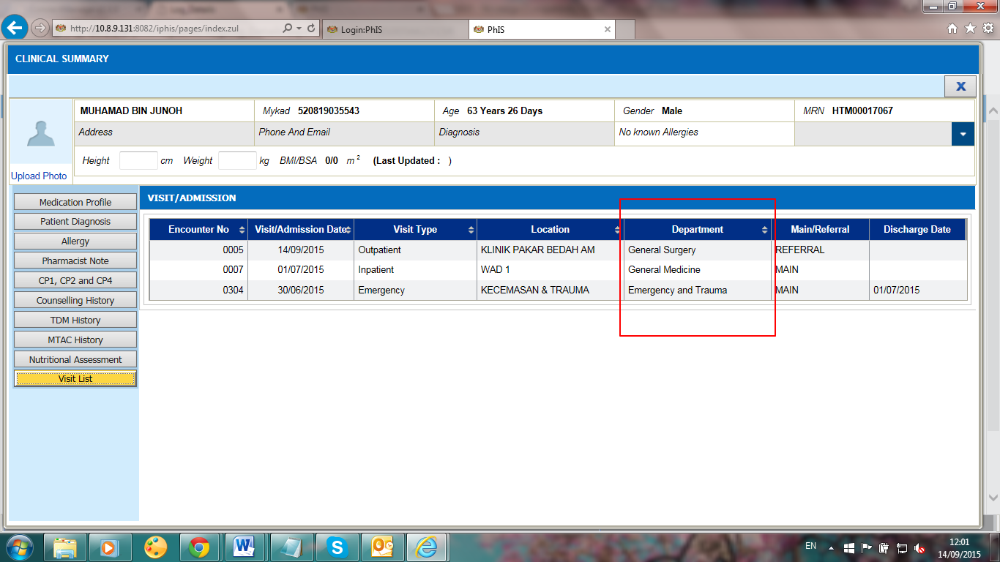 http://10.8.9.131:8082/iphis/pages/index.zul
Login:PhIS
PhIS
CLINICAL SUMMARY
X
MUHAMAD BIN JUNOH Mykad 520819035543 Age 63 Years 26 Days Gender Male MRN HTM00017067
Address Phone And Email Diagnosis No known Allergies
Height cm Weight kg BMI/BSA 0/0 m 2 (Last Updated : )
Upload Photo
Medication Profile
Patient Diagnosis
Allergy
Pharmacist Note
CP1, CP2 and CP4
Counselling History
TDM History
MTAC History
Nutritional Assessment
Visit List
VISIT/ADMISSION
Encounter No Visit/Admission Date Visit Type Location Department Main/Referral Discharge Date
0005 14/09/2015 Outpatient KLINIK PAKAR BEDAH AM General Surgery REFERRAL
0007 01/07/2015 Inpatient WAD 1 General Medicine MAIN
0304 30/06/2015 Emergency KECEMASAN & TRAUMA Emergency and Trauma MAIN 01/07/2015
EN
12:01
14/09/2015